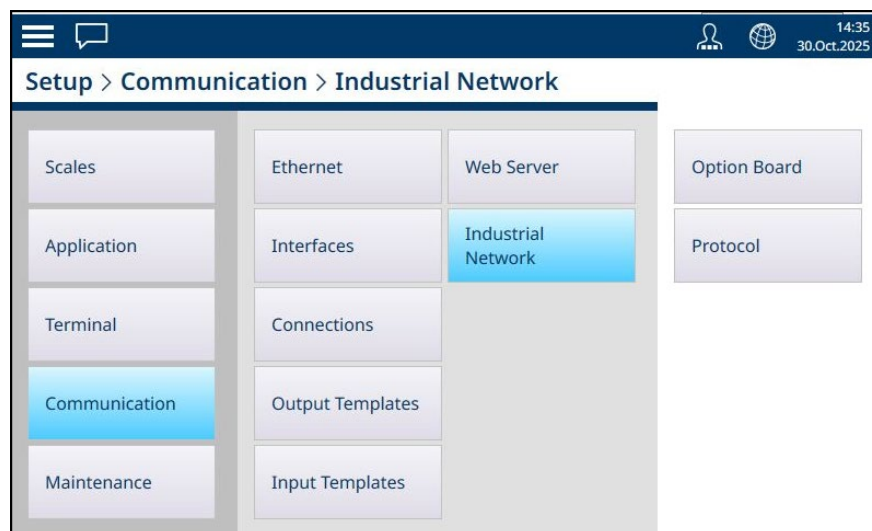 14:35
30.Oct.2025
Setup > Communication > Industrial Network
Scales
Ethernet
Web Server
Option Board
Application
Interfaces
Industrial
Network
Protocol
Terminal
Connections
Communication
Output Templates
Maintenance
Input Templates